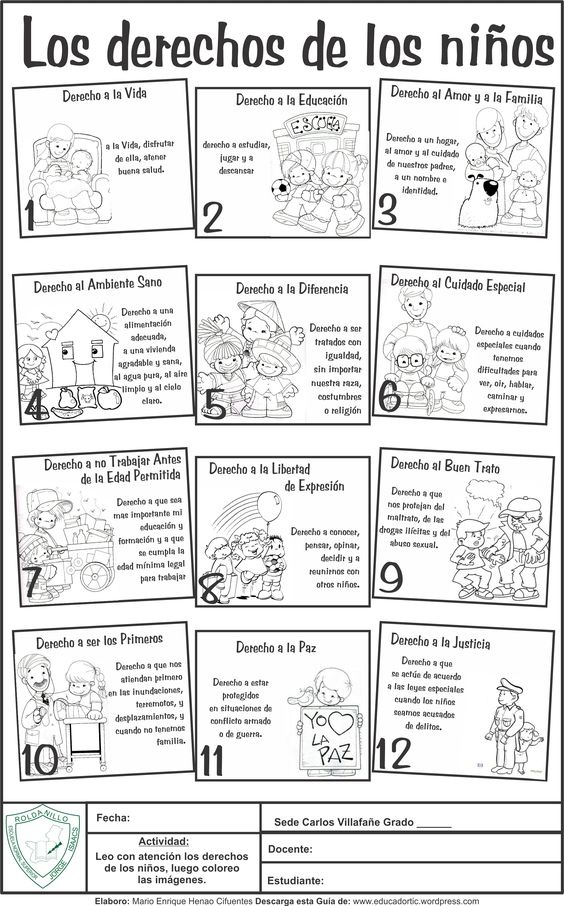 Los derechos de los niños
Derecho a la Vida
a la Vida, disfrutar
de ella, atener
buena salud.
1
Derecho a la Educación
ESCUELA
derecho a estudiar,
jugar y a
descansar
2
Derecho al Amor y a la Familia
Derecho a un hogar,
al amor y al cuidado
de nuestros padres,
a un nombre e
identidad.
3
Derecho al Ambiente Sano
Derecho a una
alimentación
adecuada,
a una vivienda
agradable y sana,
al agua pura, al aire
limpio y al cielo
claro.
4
Derecho a la Diferencia
Derecho a ser
tratados con
igualdad,
sin importar
nuestra raza,
costumbres
o religión
5
Derecho al Cuidado Especial
Derecho a cuidados
especiales cuando
tenemos
dificultades para
ver, oir, hablar,
caminar y
expresarnos.
6
Derecho a no Trabajar Antes
de la Edad Permitida
Derecho a que sea
mas importante mi
educación y
formación y a que
se cumpla la
edad mínima legal
para trabajar
7
Derecho a la Libertad
de Expresión
Derecho a conocer,
pensar, opinar,
decidir y a
reunirnos con
otros niños.
8
Derecho al Buen Trato
Derecho a que
nos protejan del
maltrato, de las
drogas ilícitas y del
abuso sexual.
9
Derecho a ser los Primeros
Derecho a que nos
atiendan primero
en las inundaciones,
terremotos, y
desplazamientos, y
cuando no tenemos
familia.
10
Derecho a la Paz
Derecho a estar
protegidos
en situaciones de
conflicto armado
o de guerra.
YO
LA
PAZ
11
Derecho a la Justicia
Derecho a que
se actúe de acuerdo
a las leyes especiales
cuando los niños
seamos acusados
de delitos.
12
ROLDANILLO
ESCUELA NORMAL SUPERIOR
JORGE ISAACS
Fecha:
Sede Carlos Villafañe Grado ______
Actividad:
Leo con atención los derechos
de los niños, luego coloreo
las imágenes.
Docente:
Estudiante:
Elaboro: Mario Enrique Henao Cifuentes Descarga esta Guía de: www.educadortic.wordpress.com